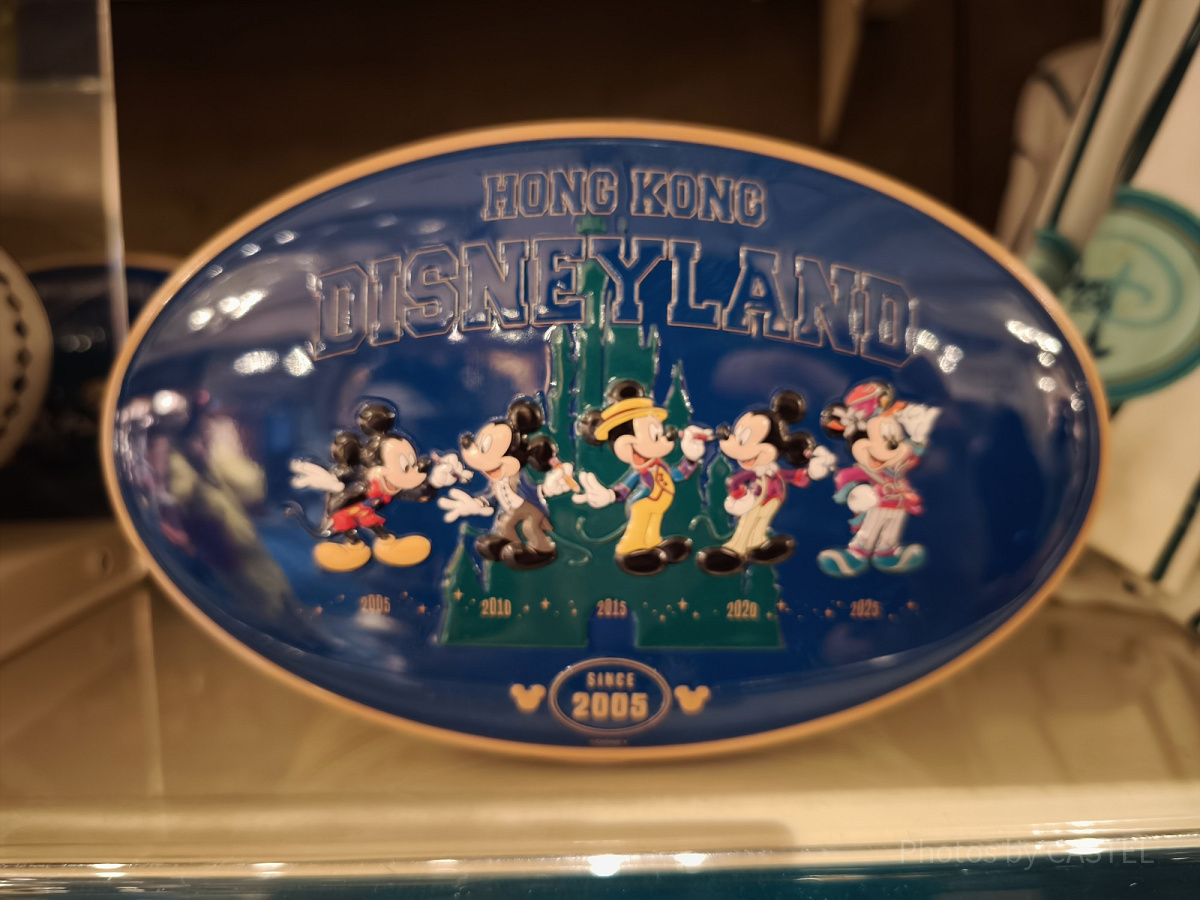 HONG KONG
DISNEYLAND
2005 2010 2015 2020 2025
SINCE
2005
Photos by CASTEL